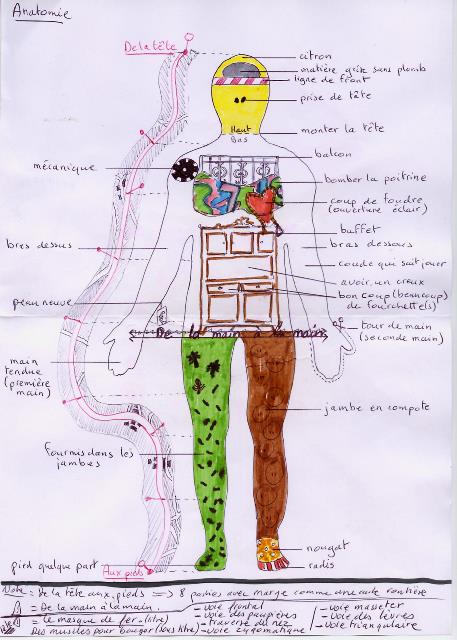 Anatomie
De la tête
citron
matière grise sans plomb
ligne de front
prise de tête
Haut
Bas
monter la tête
balcon
mécanique
bomber la poitrine
coup de foudre
(ouverture éclair)
buffet
bras dessus
bras dessous
coude qui sait jouer
avoir un creux
peau neuve
bon coup (beaucoup)
de fourchette(s)
De la main à la main
tour de main
(seconde main)
main
tendue
(première
main)
jambe en compote
fourmis dans les
jambes
nougat
pied quelque part
Aux pieds
radis
Note: De la tête aux pieds => 8 parties avec marge comme une carte routière
De la main à la main
Le masque de fer (titre)
Des muscles pour bouger (sous titre)
- voie frontal
- voie des paupières
- traverse du nez
- voie zygomatique
- voie masseter
- voie des lèvres
- voie triangulaire